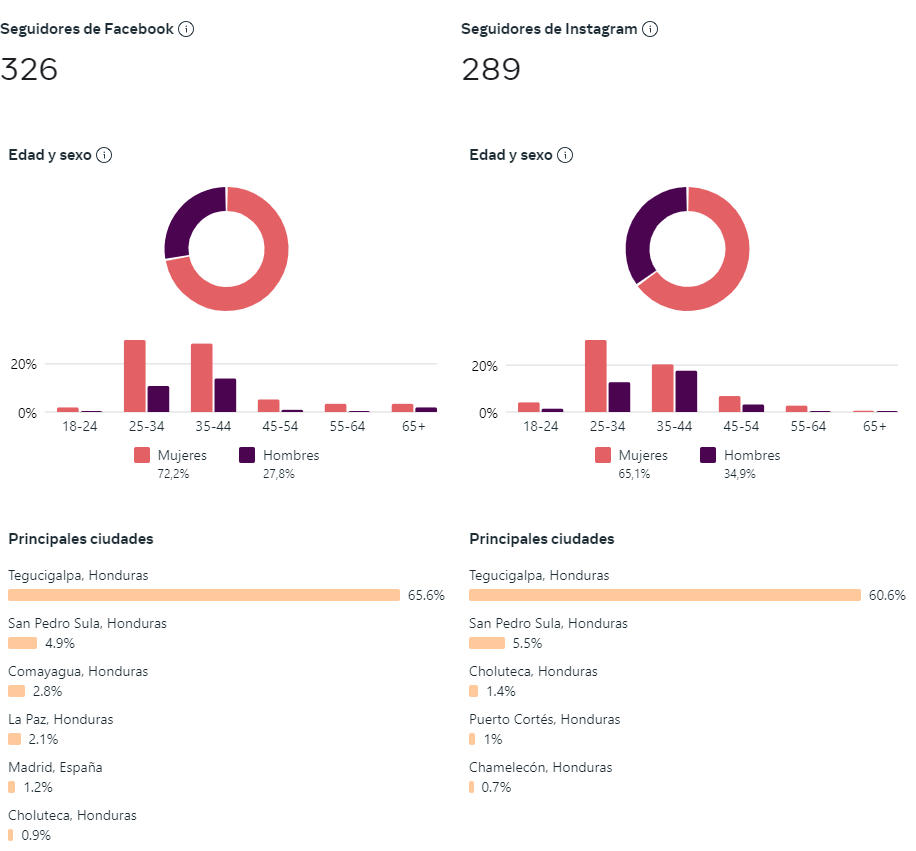 Seguidores de Facebook
326
Edad y sexo
20%
0%
18-24 25-34 35-44 45-54 55-64 65+
Mujeres Hombres
72,2% 27,8%
Principales ciudades
Tegucigalpa, Honduras
65.6%
San Pedro Sula, Honduras
4.9%
Comayagua, Honduras
2.8%
La Paz, Honduras
2.1%
Madrid, España
1.2%
Choluteca, Honduras
0.9%
Seguidores de Instagram
289
Edad y sexo
20%
0%
18-24 25-34 35-44 45-54 55-64 65+
Mujeres Hombres
65,1% 34,9%
Principales ciudades
Tegucigalpa, Honduras
60.6%
San Pedro Sula, Honduras
5.5%
Choluteca, Honduras
1.4%
Puerto Cortés, Honduras
1%
Chamelecón, Honduras
0.7%